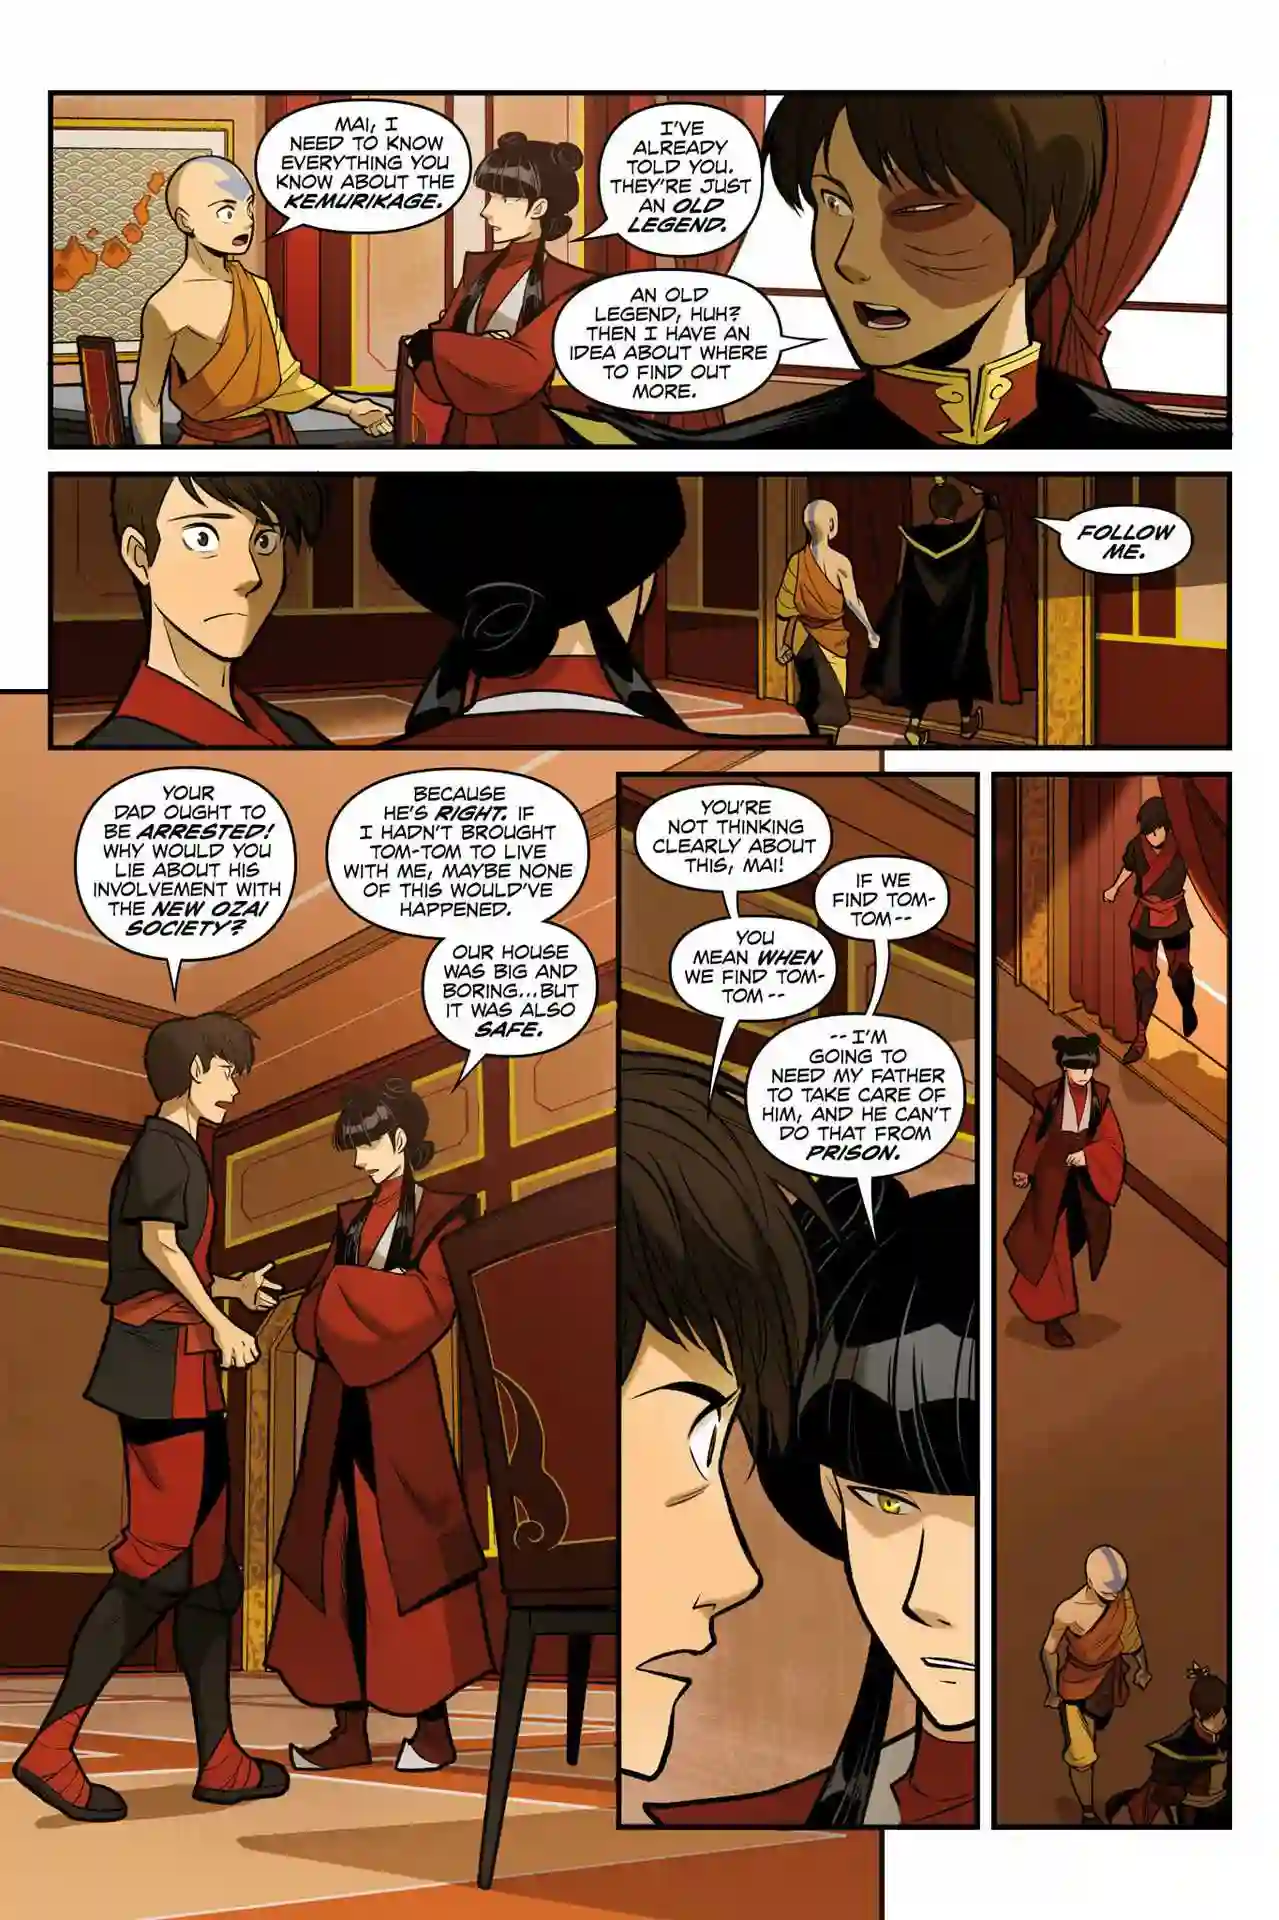 MAI, I
NEED TO KNOW
EVERYTHING YOU
KNOW ABOUT THE
KEMURIKAGE.
I'VE
ALREADY
TOLD YOU.
THEY'RE JUST
AN OLD
LEGEND.
AN OLD
LEGEND, HUH?
THEN I HAVE AN
IDEA ABOUT WHERE
TO FIND OUT
MORE.
FOLLOW
ME.
YOUR
DAD OUGHT TO
BE ARRESTED!
WHY WOULD YOU
LIE ABOUT HIS
INVOLVEMENT WITH
THE NEW OZAI
SOCIETY?
BECAUSE
HE'S RIGHT. IF
I HADN'T BROUGHT
TOM-TOM TO LIVE
WITH ME, MAYBE NONE
OF THIS WOULD'VE
HAPPENED.
OUR HOUSE
WAS BIG AND
BORING...BUT
IT WAS ALSO
SAFE.
YOU'RE
NOT THINKING
CLEARLY ABOUT
THIS, MAI!
IF WE
FIND TOM-
TOM--
YOU
MEAN WHEN
WE FIND TOM-
TOM--
--I'M
GOING TO
NEED MY FATHER
TO TAKE CARE OF
HIM, AND HE CAN'T
DO THAT FROM
PRISON.